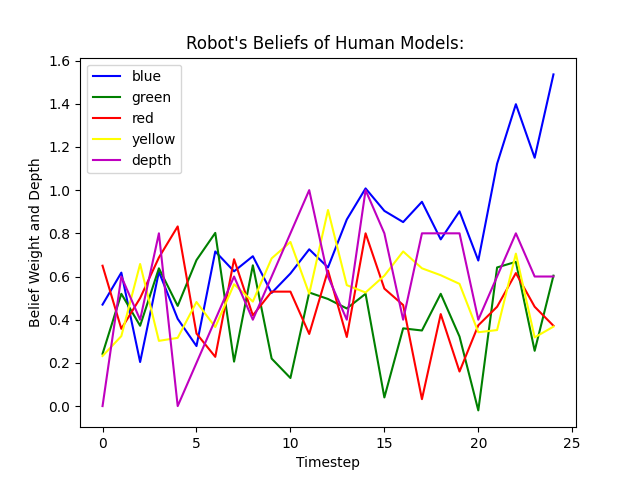 Robot's Beliefs of Human Models:
blue
green
red
yellow
depth
Belief Weight and Depth
1.6
1.4
1.2
1.0
0.8
0.6
0.4
0.2
0.0
0 5 10 15 20 25
Timestep